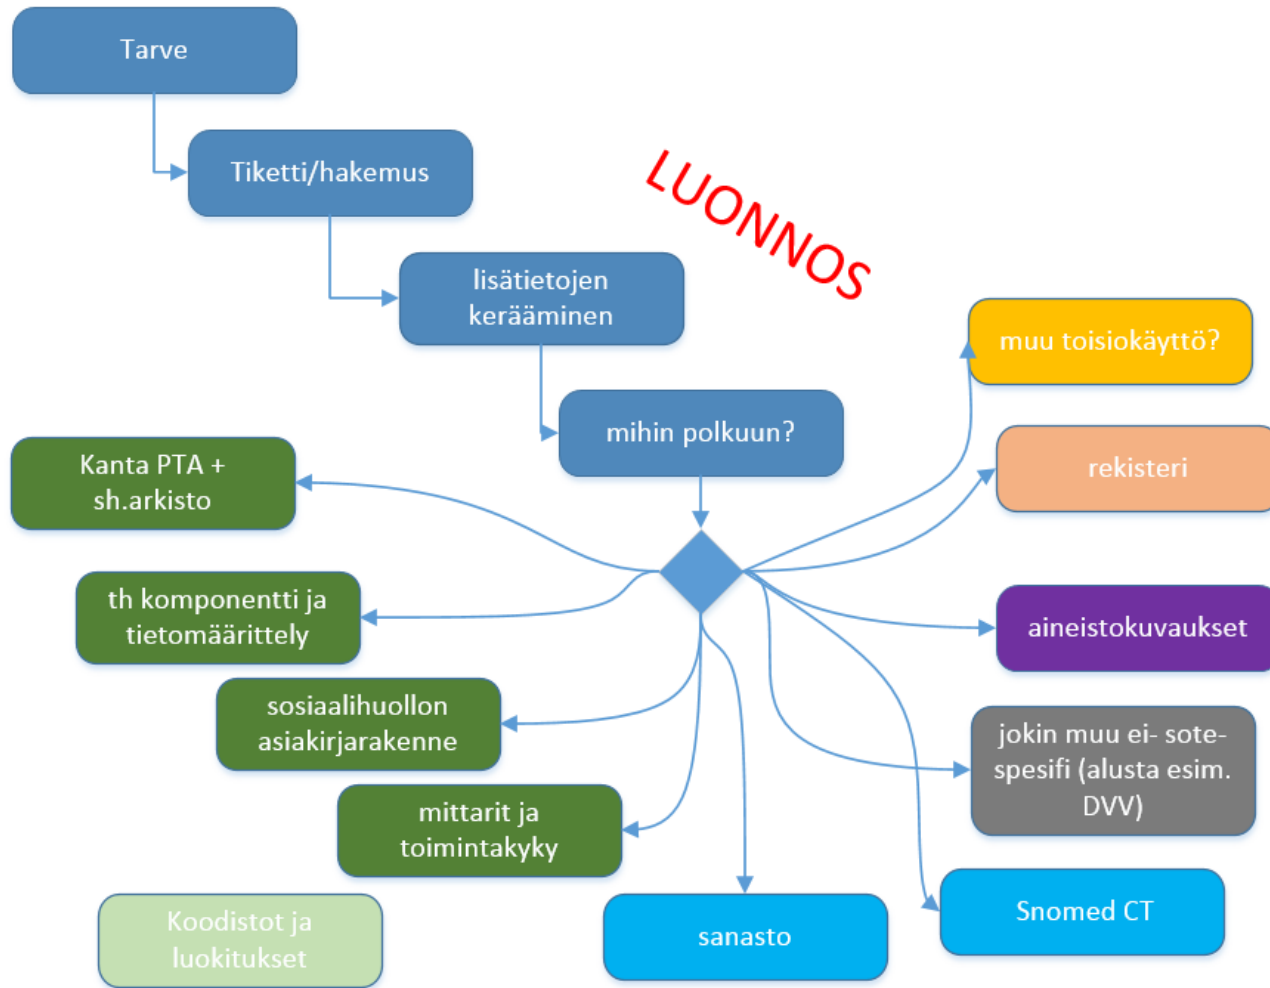 Tarve
Tiketti/hakemus
LUONNOS
lisätietojen
kerääminen
muu toisiokäyttö?
mihin polkuun?
Kanta PTA +
sh.arkisto
rekisteri
th komponentti ja
tietomäärittely
aineistokuvaukset
sosiaalihuollon
asiakirjarakenne
jokin muu ei- sote-
spesifi (alusta esim.
DVV)
mittarit ja
toimintakyky
Koodistot ja
luokitukset
sanasto
Snomed CT